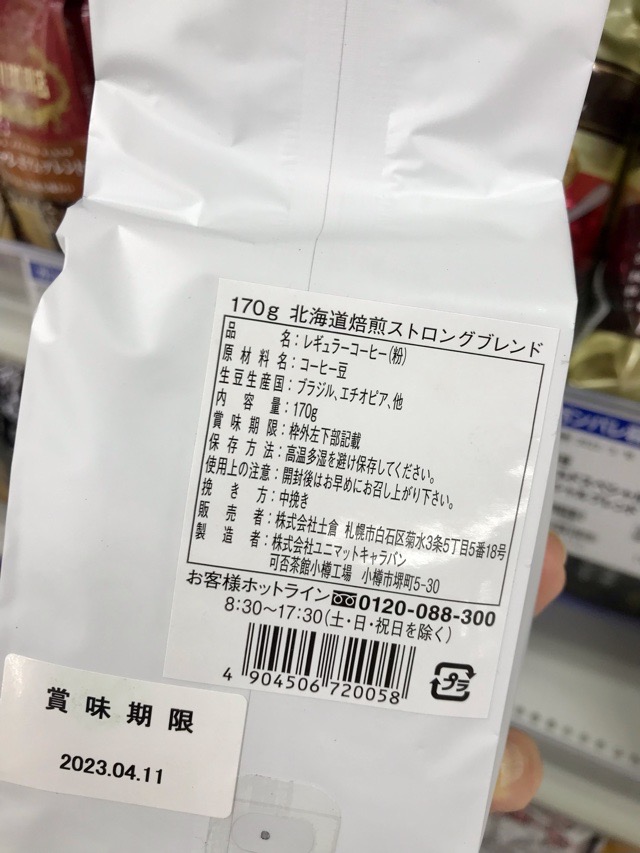 170g 北海道焙煎ストロングブレンド
品名：レギュラーコーヒー(粉)
原材料名：コーヒー豆
生豆生産国：ブラジル、エチオピア、他
内容量：170g
賞味期限：枠外左下部記載
保存方法：高温多湿を避け保存してください。
使用上の注意：開封後はお早めにお召し上がり下さい。
挽き方：中挽き
販売者：株式会社土倉 札幌市白石区菊水3条5丁目5番18号
製造者：株式会社ユニマットキャラバン
可否茶館小樽工場 小樽市堺町5-30
お客様ホットライン 0120-088-300
8:30～17:30(土・日・祝日を除く)
4 904506 720058
プラ
賞味期限
2023.04.11